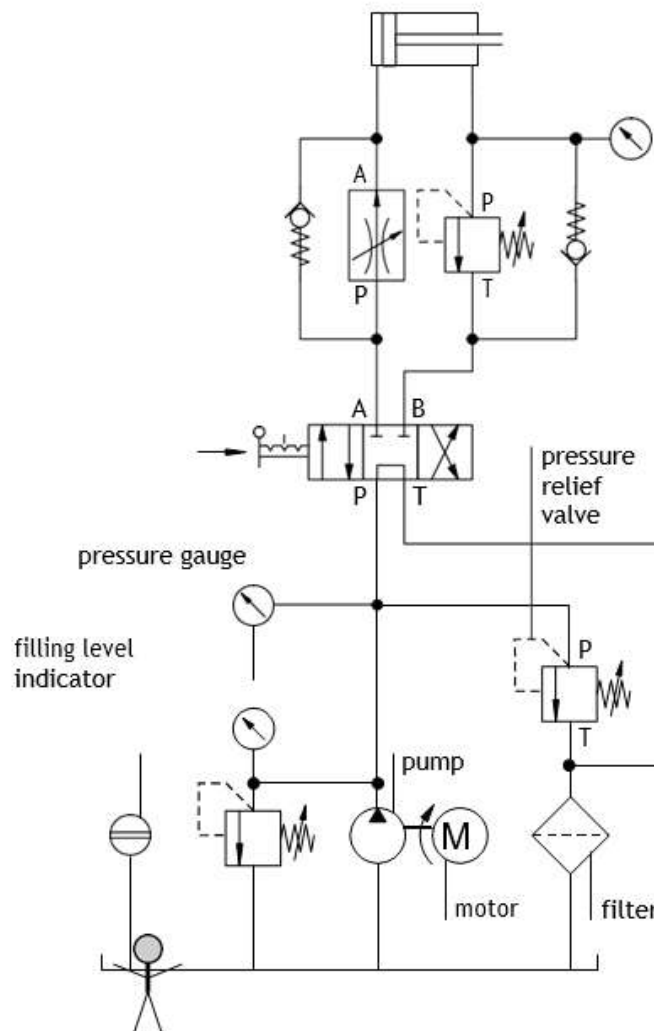 A
P
P
T
A
B
P
T
pressure
relief
valve
pressure gauge
filling level
indicator
P
T
pump
M
motor
filter